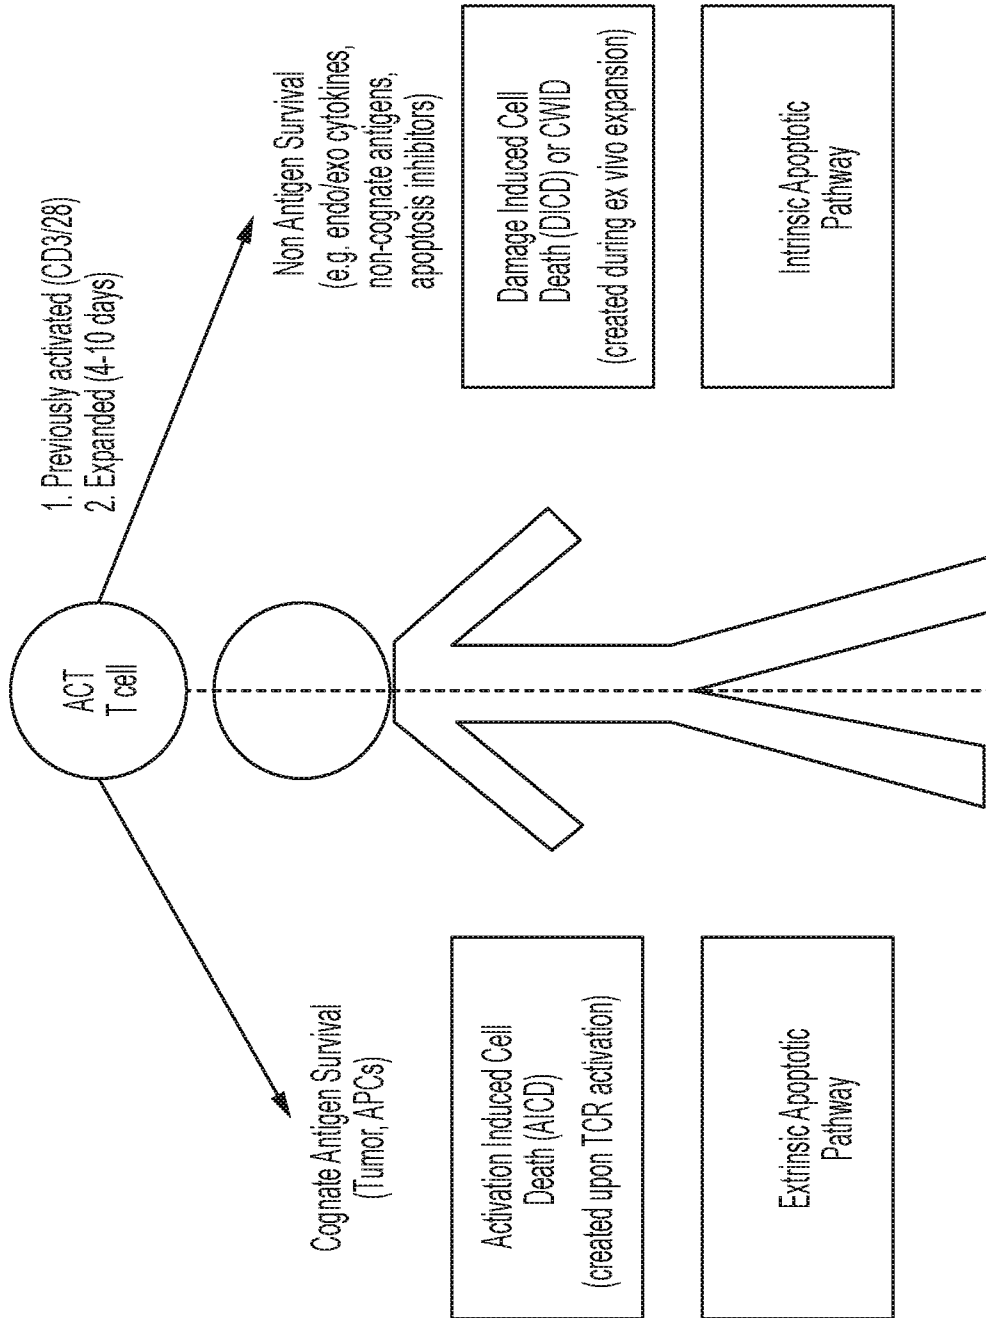 ACT
T cell
1. Previously activated (CD3/28)
2. Expanded (4-10 days)
Cognate Antigen Survival
(Tumor, APCs)
Non Antigen Survival
(e.g. endo/exo cytokines,
non-cognate antigens,
apoptosis inhibitors)
Activation Induced Cell
Death (AICD)
(created upon TCR activation)
Damage Induced Cell
Death (DICD) or CWID
(created during ex vivo expansion)
Extrinsic Apoptotic
Pathway
Intrinsic Apoptotic
Pathway